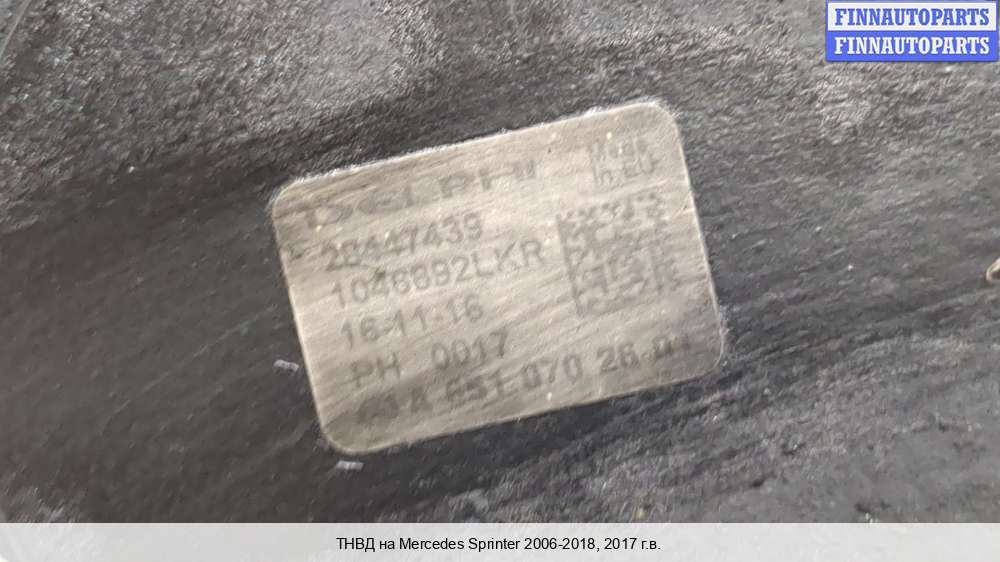 FINNAUTOPARTS
FINNAUTOPARTS
DELPHI
Made
In EU
28447439
1046892LKR
16-11-16
PH 0017
A 651 070 26 01
ТНВД на Mercedes Sprinter 2006-2018, 2017 г.в.